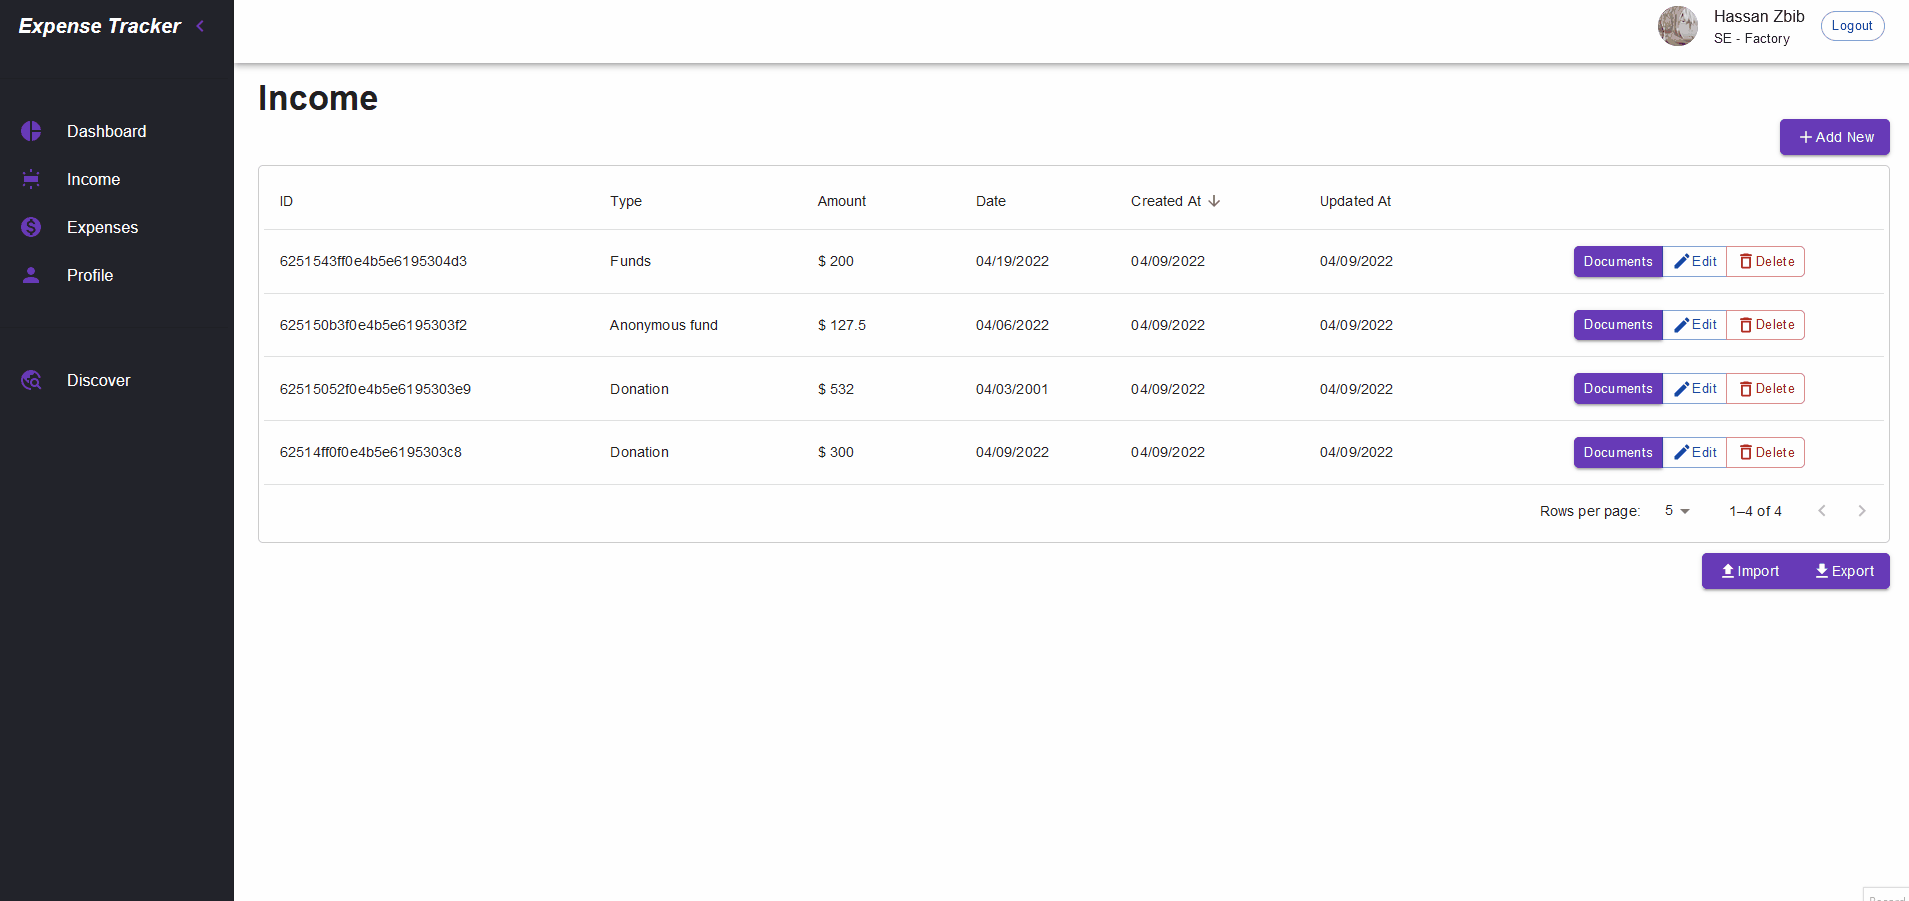 Expense Tracker
Hassan Zbib
SE - Factory
Logout
Dashboard
Income
Expenses
Profile
Discover
Income
Add New
ID Type Amount Date Created At Updated At
6251543ff0e4b5e6195304d3 Funds $ 200 04/19/2022 04/09/2022 04/09/2022 Documents Edit Delete
625150b3f0e4b5e6195303f2 Anonymous fund $ 127.5 04/06/2022 04/09/2022 04/09/2022 Documents Edit Delete
62515052f0e4b5e6195303e9 Donation $ 532 04/03/2001 04/09/2022 04/09/2022 Documents Edit Delete
62514ff0f0e4b5e6195303c8 Donation $ 300 04/09/2022 04/09/2022 04/09/2022 Documents Edit Delete
Rows per page: 5 1–4 of 4
Import Export